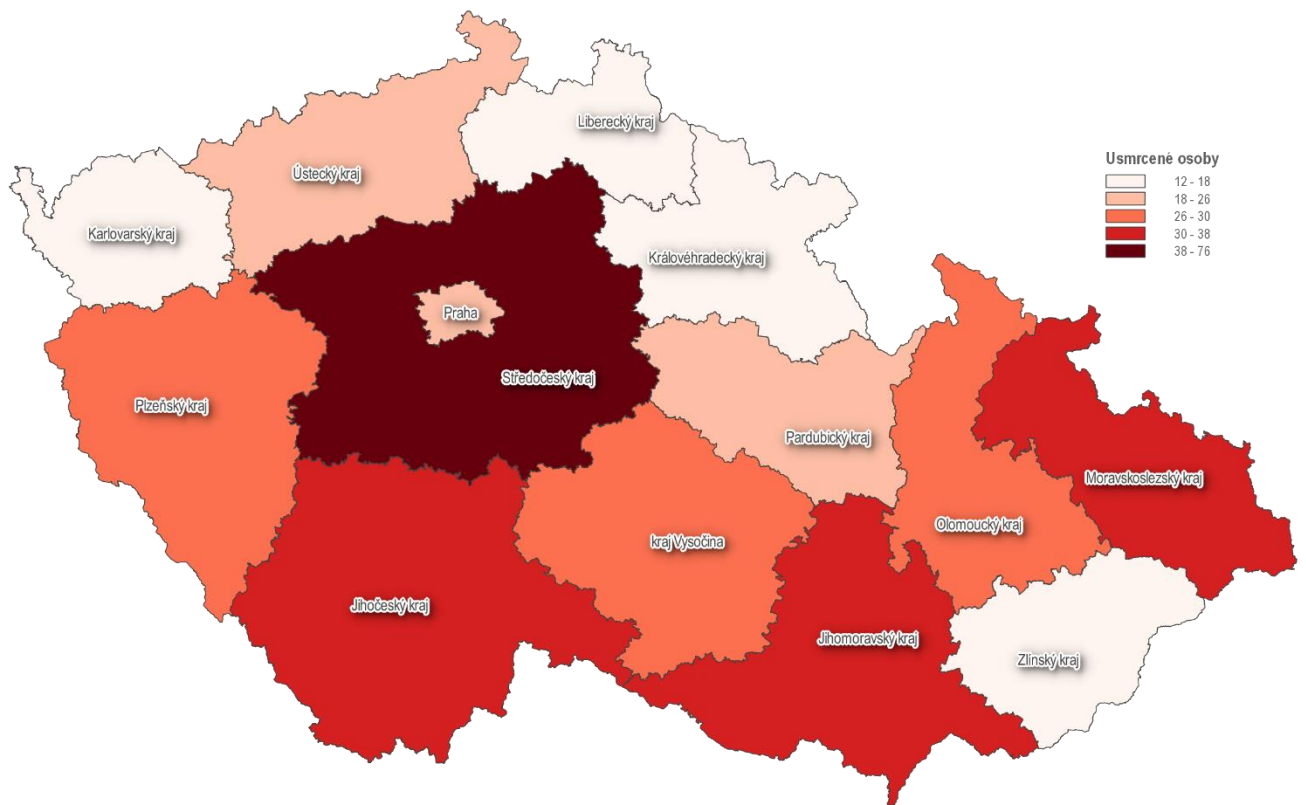 Liberecký kraj
Usmrcené osoby
12 - 18
18 - 26
26 - 30
30 - 38
38 - 76
Ústecký kraj
Karlovarský kraj
Královéhradecký kraj
Praha
Středočeský kraj
Plzeňský kraj
Pardubický kraj
Moravskoslezský kraj
Olomoucký kraj
kraj Vysočina
Jihočeský kraj
Jihomoravský kraj
Zlínský kraj